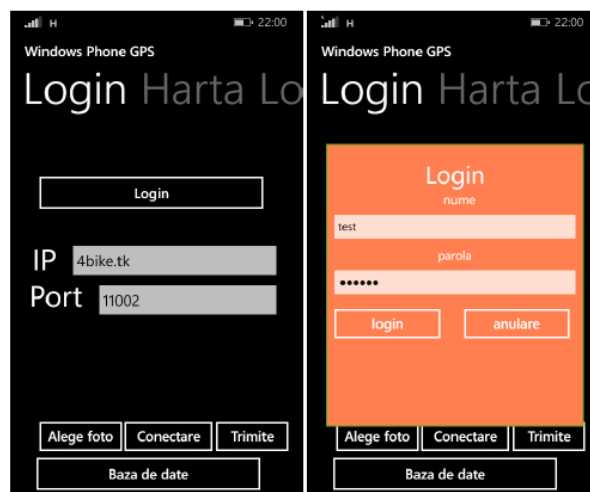 H 22:00
Windows Phone GPS
Login Harta Lo
Login
IP 4bike.tk
Port 11002
Alege foto Conectare Trimite
Baza de date
H 22:00
Windows Phone GPS
Login Harta Lo
Login
nume
test
parola
••••••
login anulare
Alege foto Conectare Trimite
Baza de date